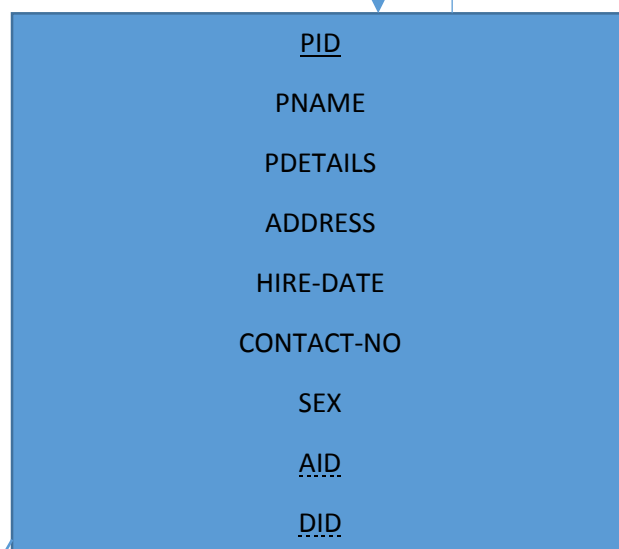 PID
PNAME
PDETAILS
ADDRESS
HIRE-DATE
CONTACT-NO
SEX
AID
DID